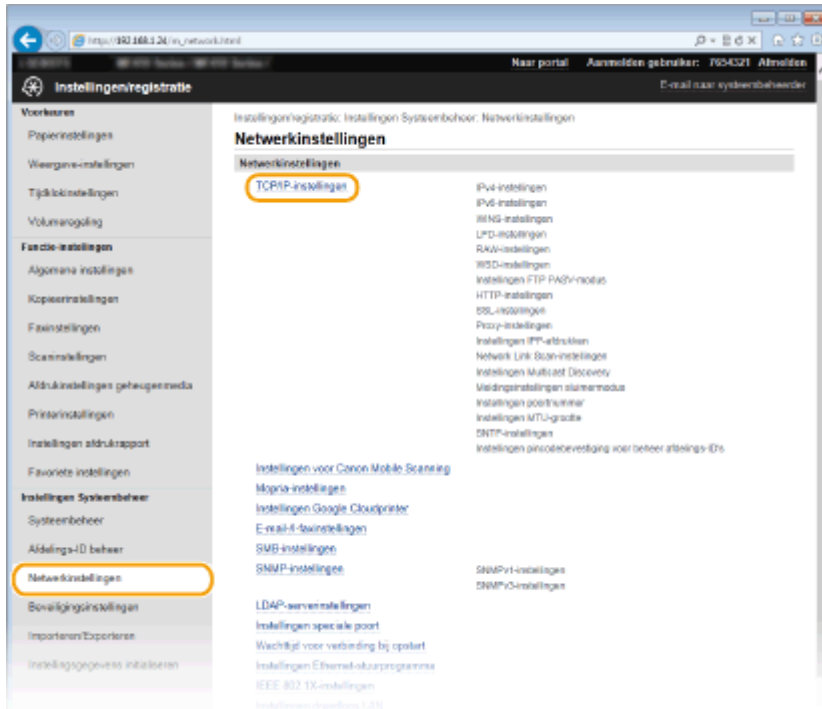 http://192.168.1.24/m_network.html
Naar portal Aanmelden gebruiker: 7654321 Afmelden
Instellingen/registratie
E-mail naar systeembeheerder
Voorkeuren
Papierinstellingen
Weergave-instellingen
Tijdklokinstellingen
Volumeregeling
Functie-instellingen
Algemene instellingen
Kopieerinstellingen
Faxinstellingen
Scaninstellingen
Afdrukinstellingen geheugenmedia
Printerinstellingen
Instellingen afdrukrapport
Favoriete instellingen
Instellingen Systeembeheer
Systeembeheer
Afdelings-ID beheer
Netwerkinstellingen
Beveiligingsinstellingen
Importeren/Exporteren
Instellingsgegevens initialiseren
Instellingen/registratie: Instellingen Systeembeheer: Netwerkinstellingen
Netwerkinstellingen
Netwerkinstellingen
TCP/IP-instellingen
IPv4-instellingen
IPv6-instellingen
WINS-instellingen
LPD-instellingen
RAW-instellingen
WSD-instellingen
Instellingen FTP PASV-modus
HTTP-instellingen
SSL-instellingen
Proxy-instellingen
Instellingen IPP-afdrukken
Network Link Scan-instellingen
Instellingen Multicast Discovery
Meldingsinstellingen sluimermodus
Instellingen poortnummer
Instellingen MTU-grootte
SNTP-instellingen
Instellingen pincodebevestiging voor beheer afdelings-ID's
Instellingen voor Canon Mobile Scanning
Mopria-instellingen
Instellingen Google Cloudprinter
E-mail-/I-faxinstellingen
SMB-instellingen
SNMP-instellingen
SNMPv1-instellingen
SNMPv3-instellingen
LDAP-serverinstellingen
Instellingen speciale poort
Wachttijd voor verbinding bij opstart
Instellingen Ethernet-stuurprogramma
IEEE 802.1X-instellingen
Instellingen draadloos LAN